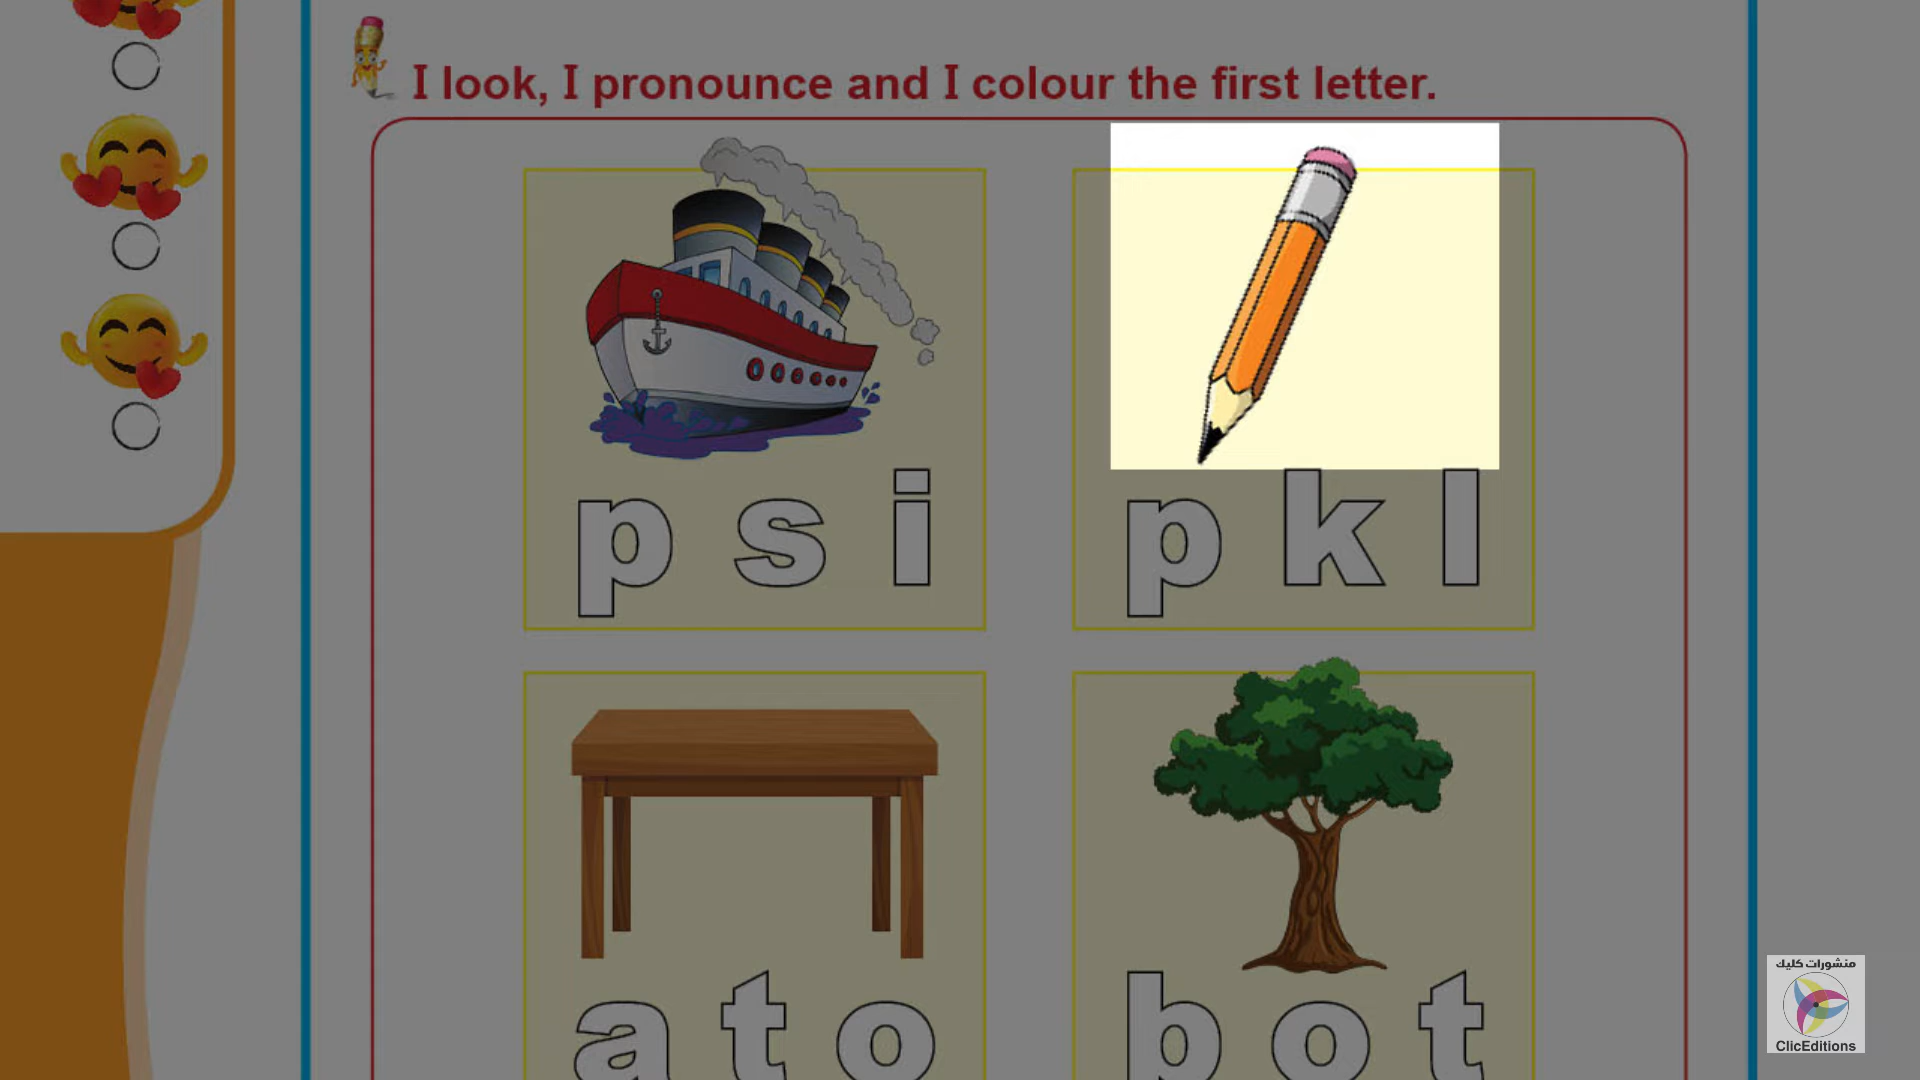 I look, I pronounce and I colour the first letter.
p s i
p k l
a t o
b o t
منشورات كليك
ClicEditions